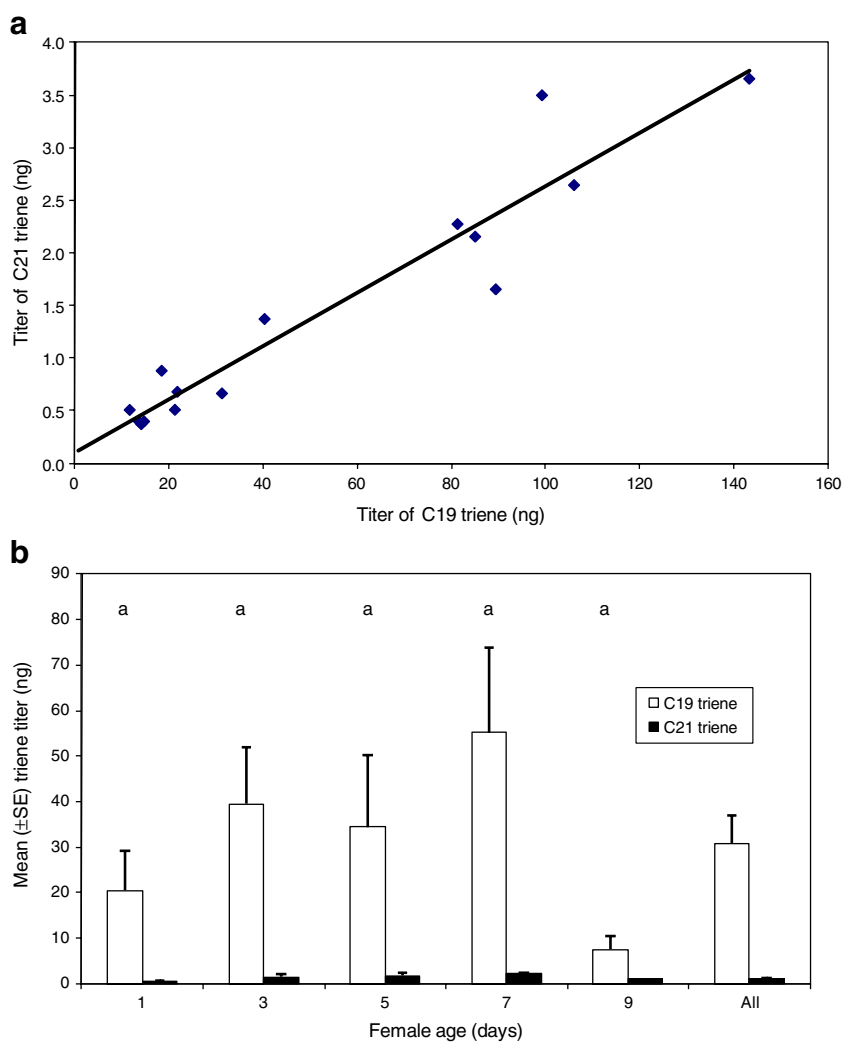 a
4.0
3.5
3.0
2.5
2.0
1.5
1.0
0.5
0.0
Titer of C21 triene (ng)
0 20 40 60 80 100 120 140 160
Titer of C19 triene (ng)
b
90
80
70
60
50
40
30
20
10
0
Mean (±SE) triene titer (ng)
a a a a a
C19 triene
C21 triene
1 3 5 7 9 All
Female age (days)